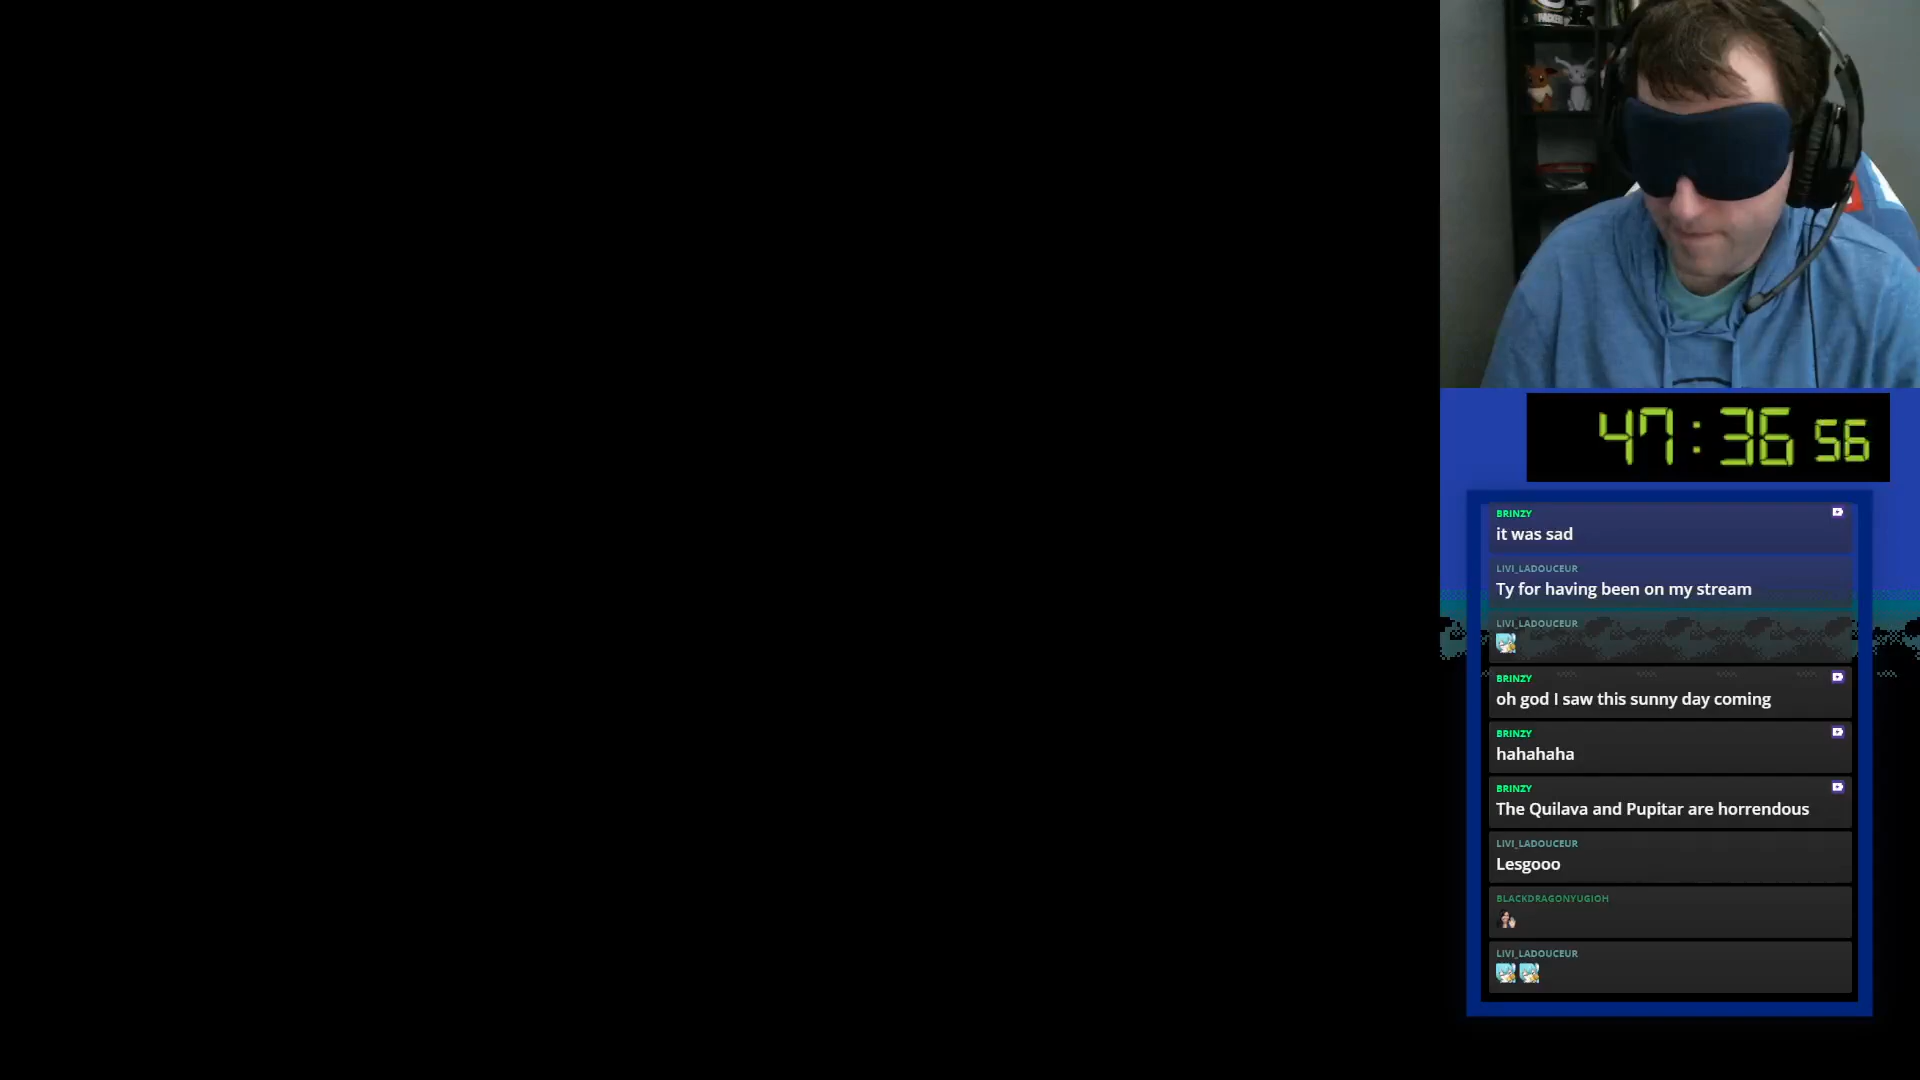 PACKERS
47:36 56
BRINZY
it was sad
LIVI_LADOUCEUR
Ty for having been on my stream
LIVI_LADOUCEUR
BRINZY
oh god I saw this sunny day coming
BRINZY
hahahaha
BRINZY
The Quilava and Pupitar are horrendous
LIVI_LADOUCEUR
Lesgooo
BLACKDRAGONYUGIOH
LIVI_LADOUCEUR